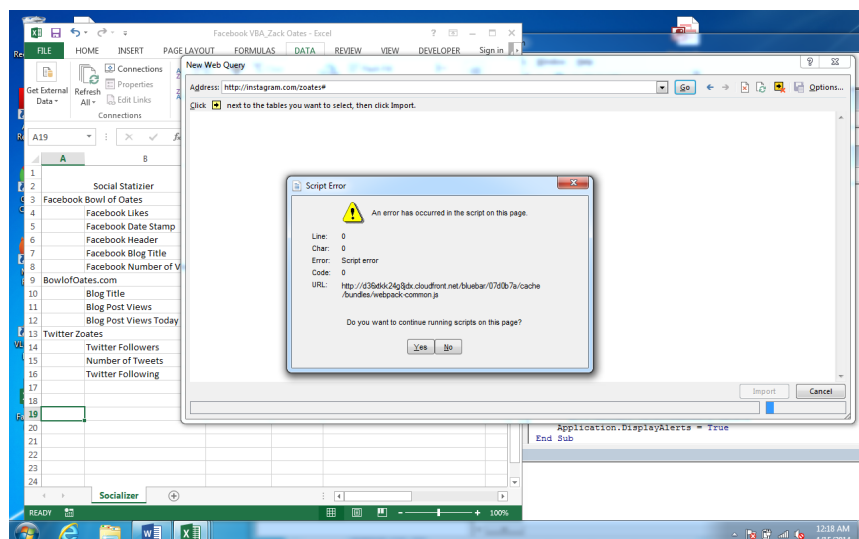 Facebook VBA_Zack Oates - Excel
FILE HOME INSERT PAGE LAYOUT FORMULAS DATA REVIEW VIEW DEVELOPER Sign in
Get External Data
Refresh All
Connections
Properties
Edit Links
Connections
New Web Query
Address: http://instagram.com/zoates# Go Options...
Click next to the tables you want to select, then click Import.
A19
A B
1
2 Social Statizier
3 Facebook Bowl of Oates
4 Facebook Likes
5 Facebook Date Stamp
6 Facebook Header
7 Facebook Blog Title
8 Facebook Number of V
9 BowlofOates.com
10 Blog Title
11 Blog Post Views
12 Blog Post Views Today
13 Twitter Zoates
14 Twitter Followers
15 Number of Tweets
16 Twitter Following
17
18
19
20
21
22
23
24
Script Error
An error has occurred in the script on this page.
Line: 0
Char: 0
Error: Script error
Code: 0
URL: http://d36xtkk24g8jdx.cloudfront.net/bluebar/07d0b7a/cache
/bundles/webpack-common.js
Do you want to continue running scripts on this page?
Yes No
Import Cancel
Application.DisplayAlerts = True
End Sub
Socializer
READY 100%
12:18 AM